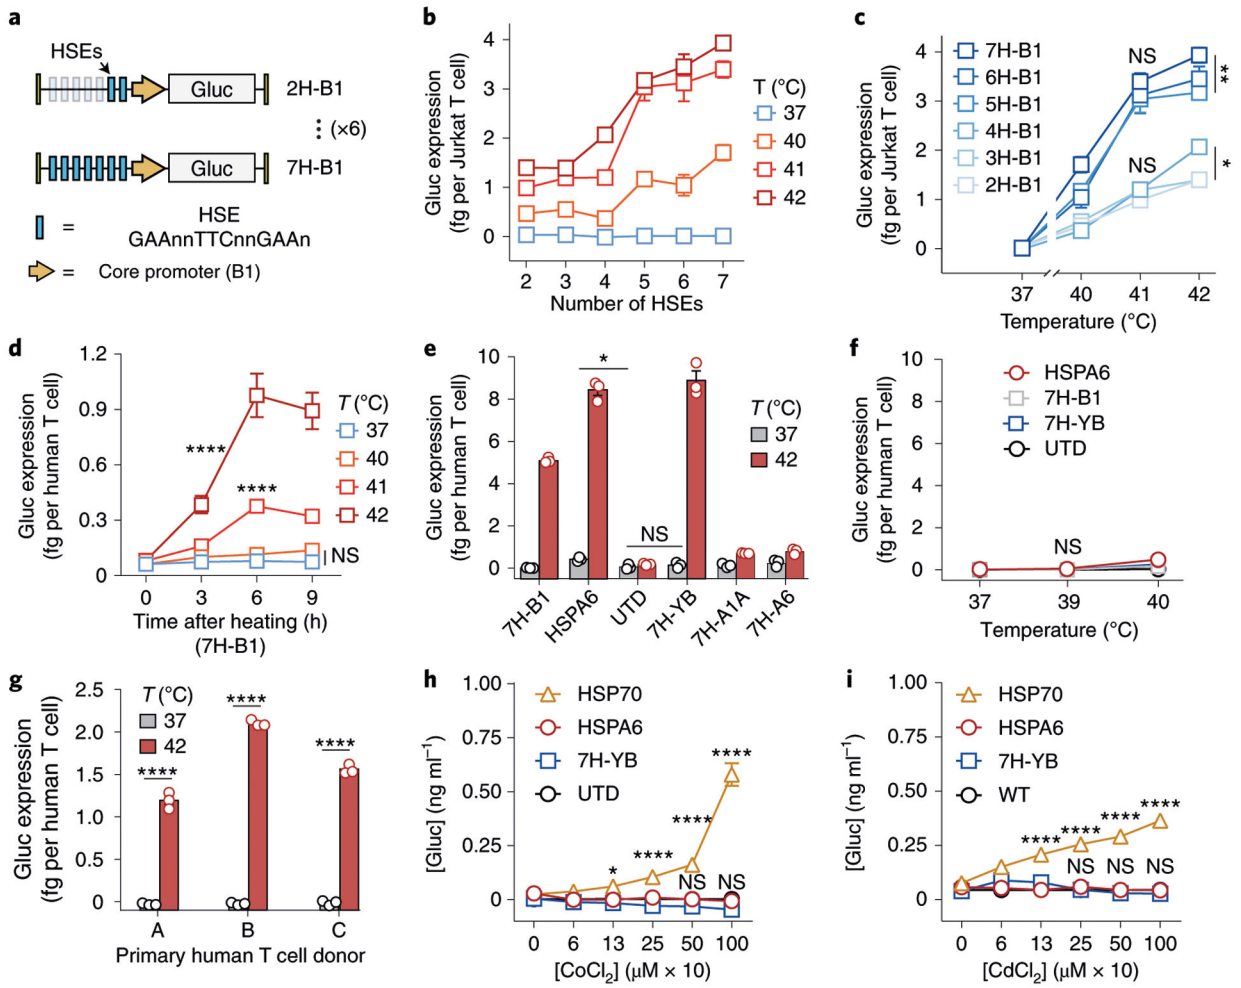 a
HSEs
Gluc
2H-B1
(×6)
Gluc
7H-B1
=
HSE
GAAnnTTCnnGAAn
=
Core promoter (B1)
b
Gluc expression
(fg per Jurkat T cell)
4
3
2
1
0
2
3
4
5
6
7
Number of HSEs
T (°C)
37
40
41
42
c
Gluc expression
(fg per Jurkat T cell)
4
3
2
1
0
7H-B1
6H-B1
5H-B1
4H-B1
3H-B1
2H-B1
NS
**
NS
*
37
40
41
42
Temperature (°C)
d
Gluc expression
(fg per human T cell)
1.2
0.9
0.6
0.3
0
****
****
NS
T (°C)
37
40
41
42
0
3
6
9
Time after heating (h)
(7H-B1)
e
Gluc expression
(fg per human T cell)
10
8
6
4
2
0
*
NS
T (°C)
37
42
7H-B1
HSPA6
UTD
7H-YB
7H-A1A
7H-A6
f
Gluc expression
(fg per human T cell)
10
8
6
4
2
0
HSPA6
7H-B1
7H-YB
UTD
NS
37
39
40
Temperature (°C)
g
Gluc expression
(fg per human T cell)
2.5
2.0
1.5
1.0
0.5
0
T (°C)
37
42
****
****
****
A
B
C
Primary human T cell donor
h
[Gluc] (ng ml⁻¹)
1.00
0.75
0.50
0.25
0
HSP70
HSPA6
7H-YB
UTD
*
****
****
****
NS
NS
0
6
13
25
50
100
[CoCl₂] (μM × 10)
i
[Gluc] (ng ml⁻¹)
1.00
0.75
0.50
0.25
0
HSP70
HSPA6
7H-YB
WT
****
****
****
****
NS
NS
NS
0
6
13
25
50
100
[CdCl₂] (μM × 10)